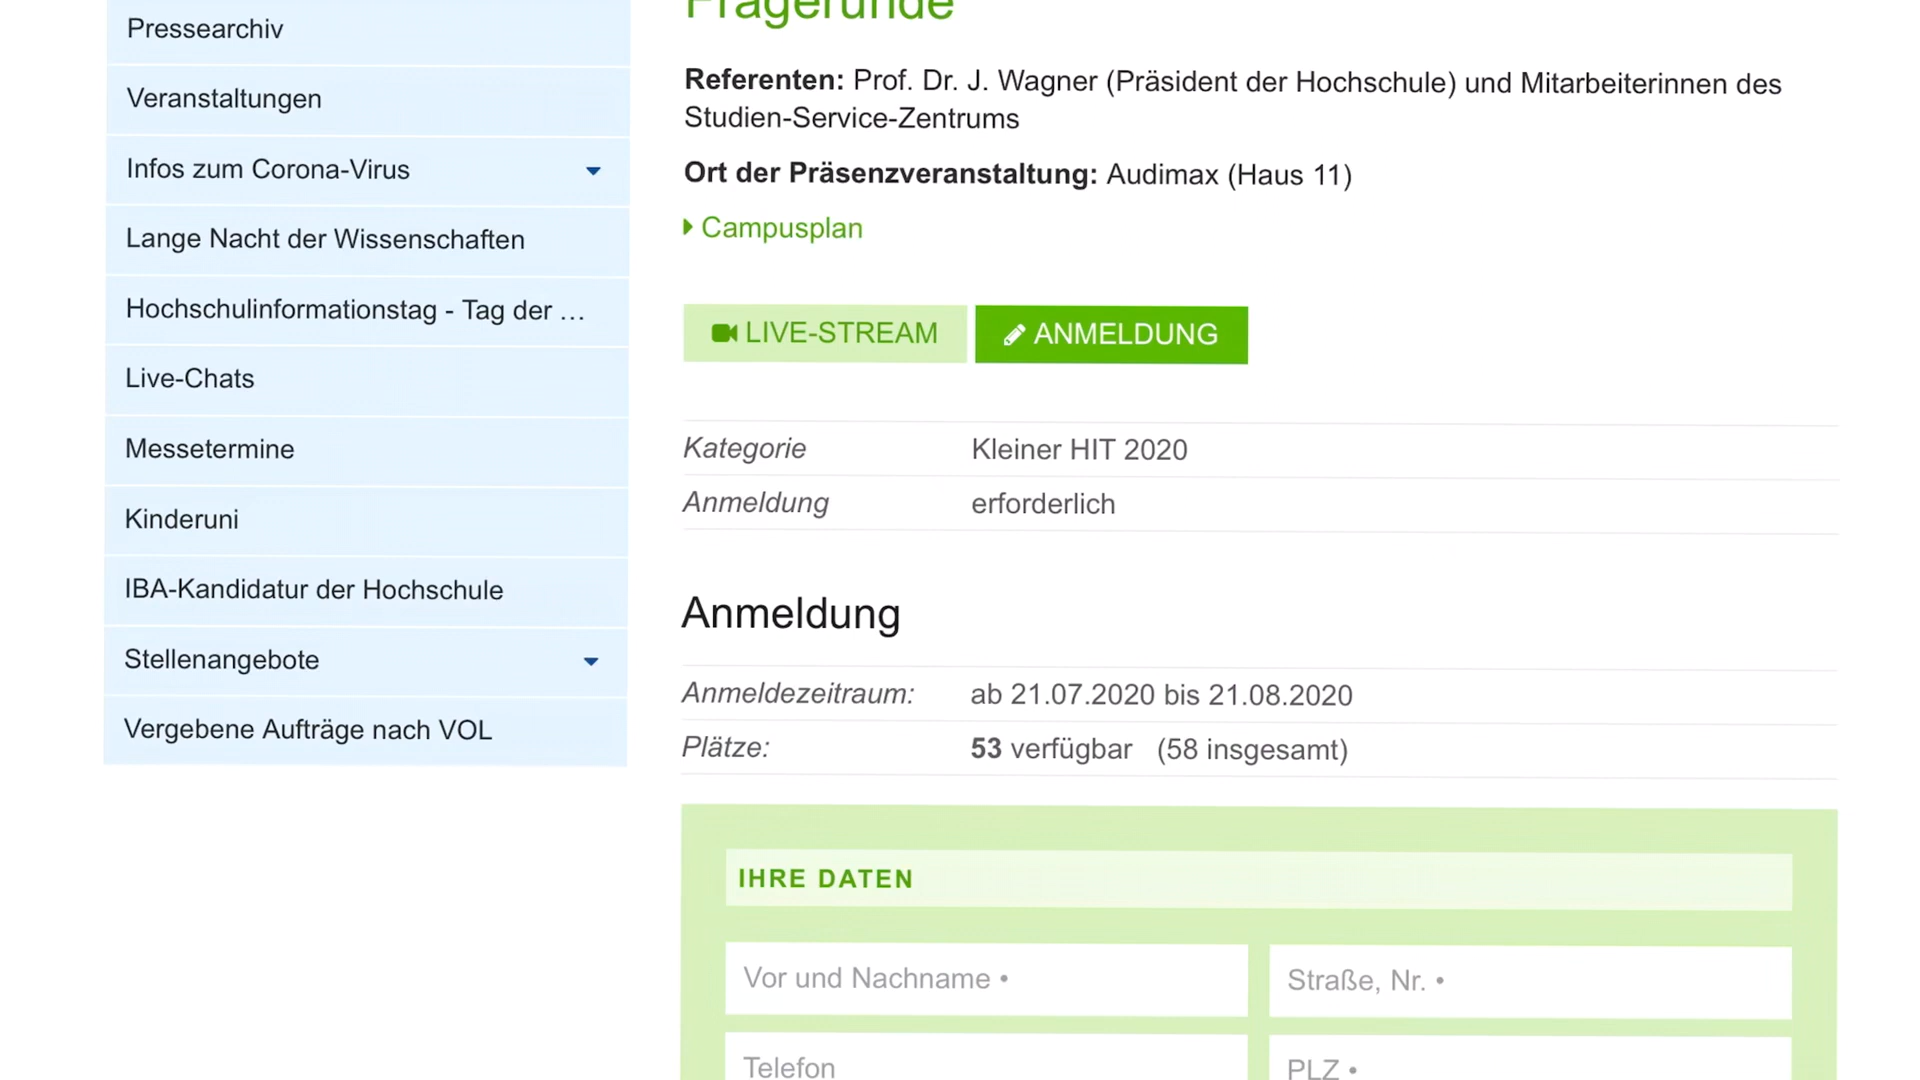 Pressearchiv
Veranstaltungen
Infos zum Corona-Virus
Lange Nacht der Wissenschaften
Hochschulinformationstag - Tag der …
Live-Chats
Messetermine
Kinderuni
IBA-Kandidatur der Hochschule
Stellenangebote
Vergebene Aufträge nach VOL
Fragerunde
Referenten: Prof. Dr. J. Wagner (Präsident der Hochschule) und Mitarbeiterinnen des
Studien-Service-Zentrums
Ort der Präsenzveranstaltung: Audimax (Haus 11)
Campusplan
LIVE-STREAM
ANMELDUNG
Kategorie Kleiner HIT 2020
Anmeldung erforderlich
Anmeldung
Anmeldezeitraum: ab 21.07.2020 bis 21.08.2020
Plätze: 53 verfügbar (58 insgesamt)
IHRE DATEN
Vor und Nachname •
Straße, Nr. •
Telefon
PLZ •